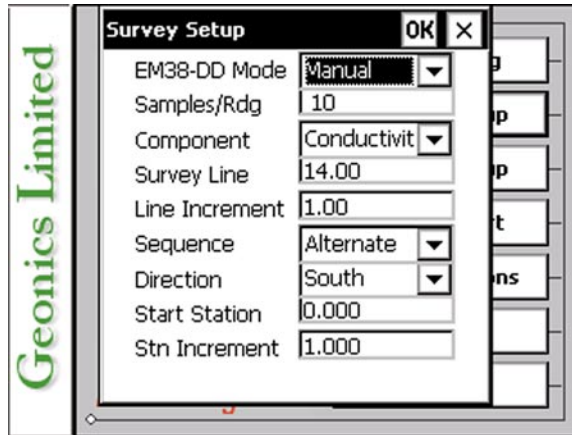 Geonics Limited
Survey Setup OK ×
EM38-DD Mode Manual
Samples/Rdg 10
Component Conductivit
Survey Line 14.00
Line Increment 1.00
Sequence Alternate
Direction South
Start Station 0.000
Stn Increment 1.000